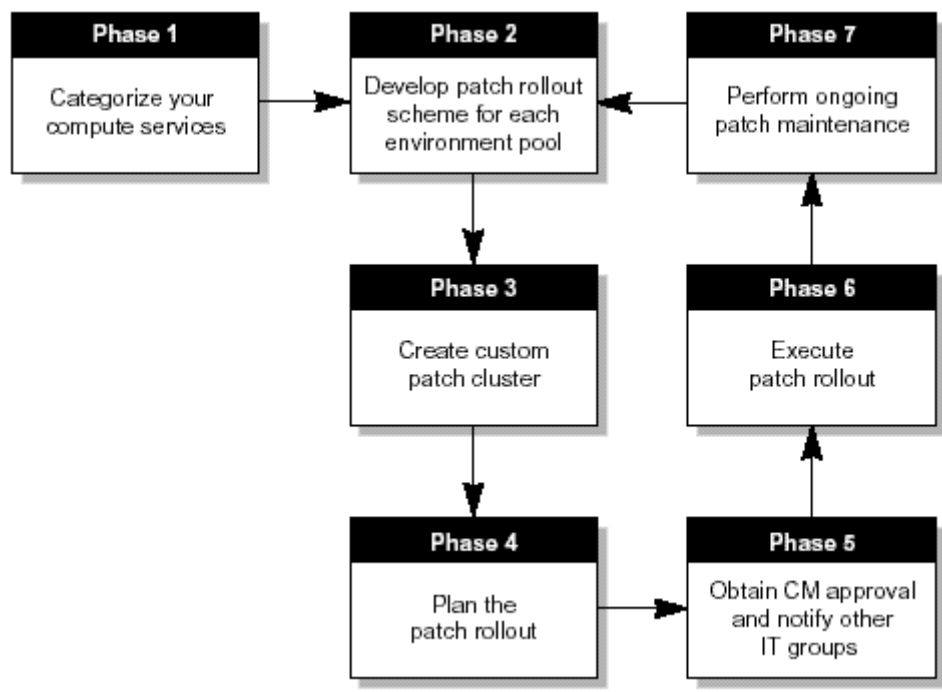 Phase 1
Categorize your
compute services
Phase 2
Develop patch rollout
scheme for each
environment pool
Phase 7
Perform ongoing
patch maintenance
Phase 3
Create custom
patch cluster
Phase 6
Execute
patch rollout
Phase 4
Plan the
patch rollout
Phase 5
Obtain CM approval
and notify other
IT groups